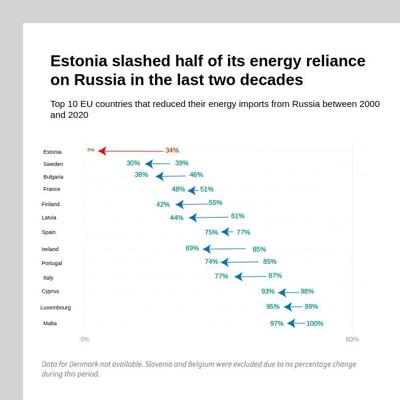 Estonia slashed half of its energy reliance
on Russia in the last two decades
Top 10 EU countries that reduced their energy imports from Russia between 2000
and 2020
Estonia 34%
Sweden 30% 39%
Bulgaria 38% 46%
France 48% 51%
Finland 42% 55%
Latvia 44% 61%
Spain 75% 77%
Ireland 69% 85%
Portugal 74% 85%
Italy 77% 87%
Cyprus 93% 98%
Luxembourg 95% 99%
Malta 97% 100%
0% 80%
Data for Denmark not available. Slovenia and Belgium were excluded due to no percentage change
during this period.